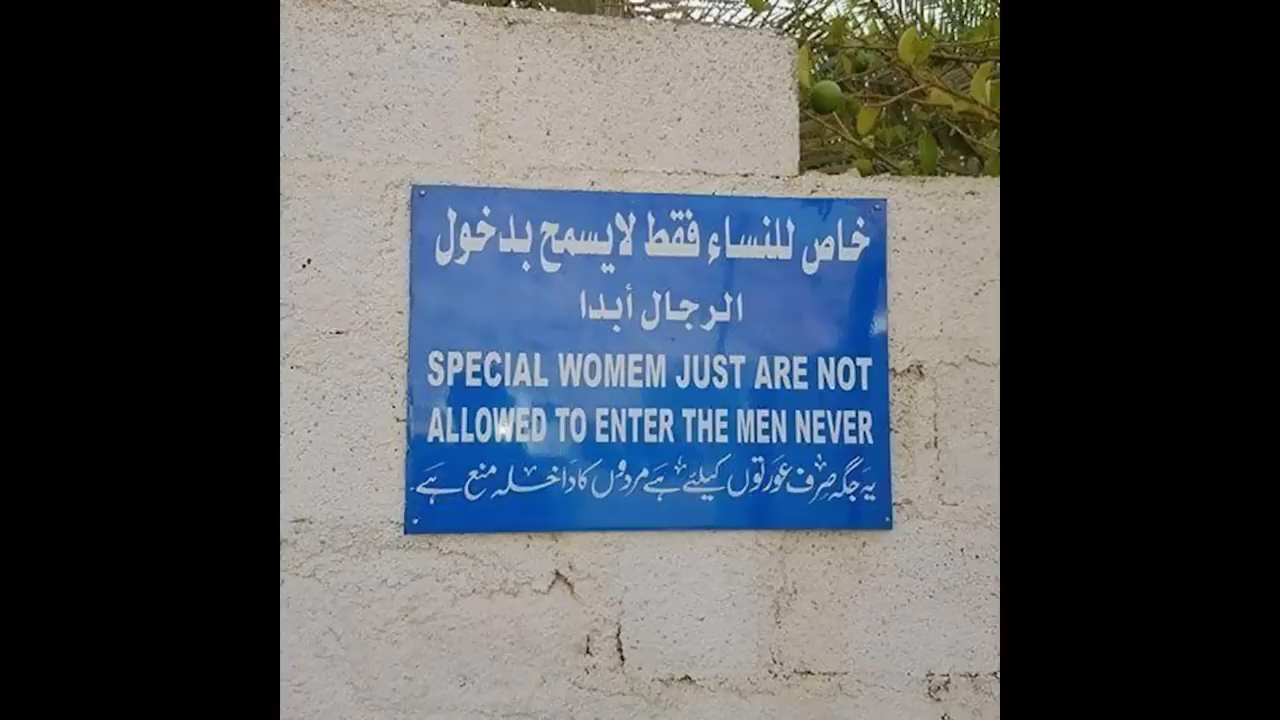 خاص للنساء فقط لايسمح بدخول
الرجال أبدا
SPECIAL WOMEM JUST ARE NOT
ALLOWED TO ENTER THE MEN NEVER
یہ جگہ صرف عورتوں کیلئے ہے مردوں کا داخلہ منع ہے